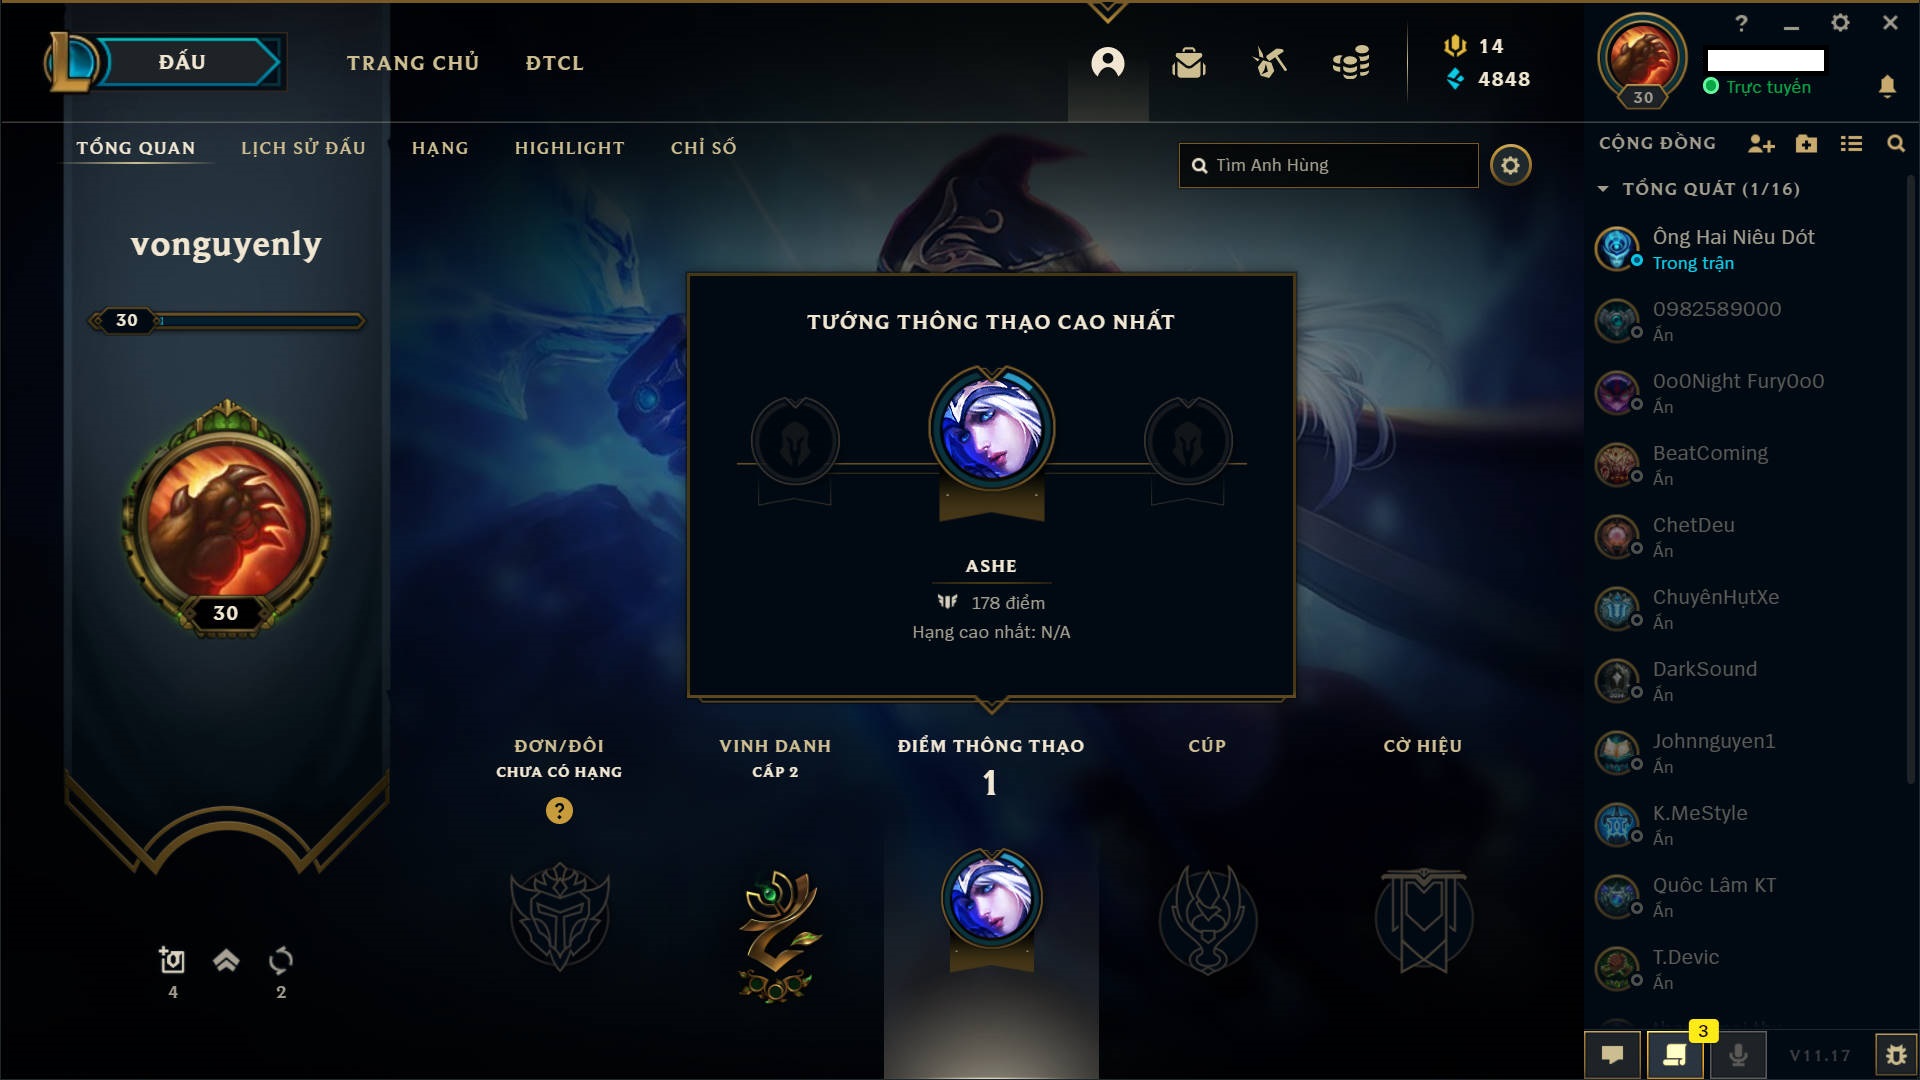 ĐẤU
TRANG CHỦ
ĐTCL
14
4848
?
30
Trực tuyến
TỔNG QUAN
LỊCH SỬ ĐẤU
HẠNG
HIGHLIGHT
CHỈ SỐ
Tìm Anh Hùng
CỘNG ĐỒNG
TỔNG QUÁT (1/16)
vonguyenly
30
30
4
2
TƯỚNG THÔNG THẠO CAO NHẤT
ASHE
178 điểm
Hạng cao nhất: N/A
ĐƠN/ĐÔI
CHƯA CÓ HẠNG
?
VINH DANH
CẤP 2
ĐIỂM THÔNG THẠO
1
CÚP
CỜ HIỆU
Ông Hai Niêu Dót
Trong trận
0982589000
Ẩn
0o0Night Fury0o0
Ẩn
BeatComing
Ẩn
ChetDeu
Ẩn
ChuyênHụtXe
Ẩn
DarkSound
Ẩn
Johnnguyen1
Ẩn
K.MeStyle
Ẩn
Quôc Lâm KT
Ẩn
T.Devic
Ẩn
3
V11.17